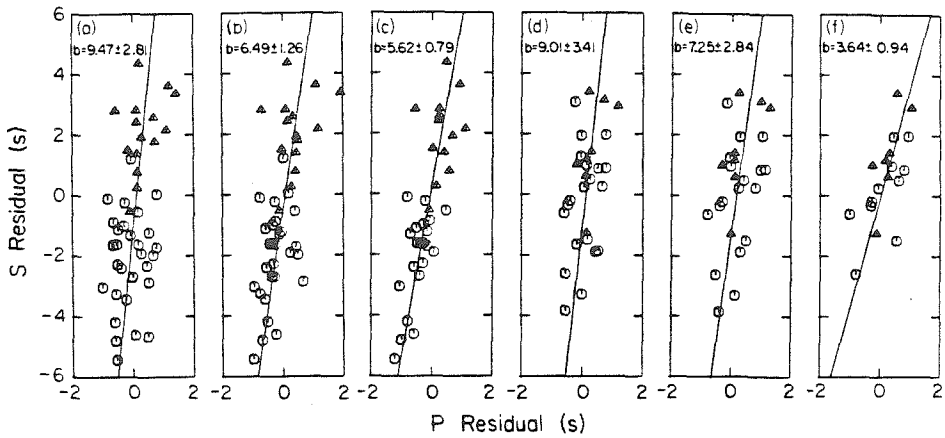 6
4
2
0
-2
-4
-6
S Residual (s)
(a)
b=9.47±2.81
(b)
b=6.49±1.26
(c)
b=5.62±0.79
(d)
b=9.01±3.41
(e)
b=7.25±2.84
(f)
b=3.64±0.94
-2 0 2 -2 0 2 -2 0 2 -2 0 2 -2 0 2 -2 0 2
P Residual (s)